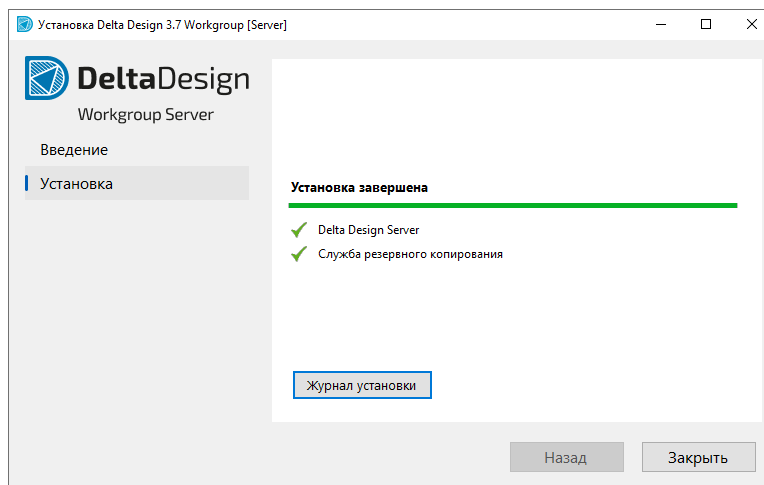 Установка Delta Design 3.7 Workgroup [Server]
DeltaDesign
Workgroup Server
Введение
Установка
Установка завершена
Delta Design Server
Служба резервного копирования
Журнал установки
Назад
Закрыть